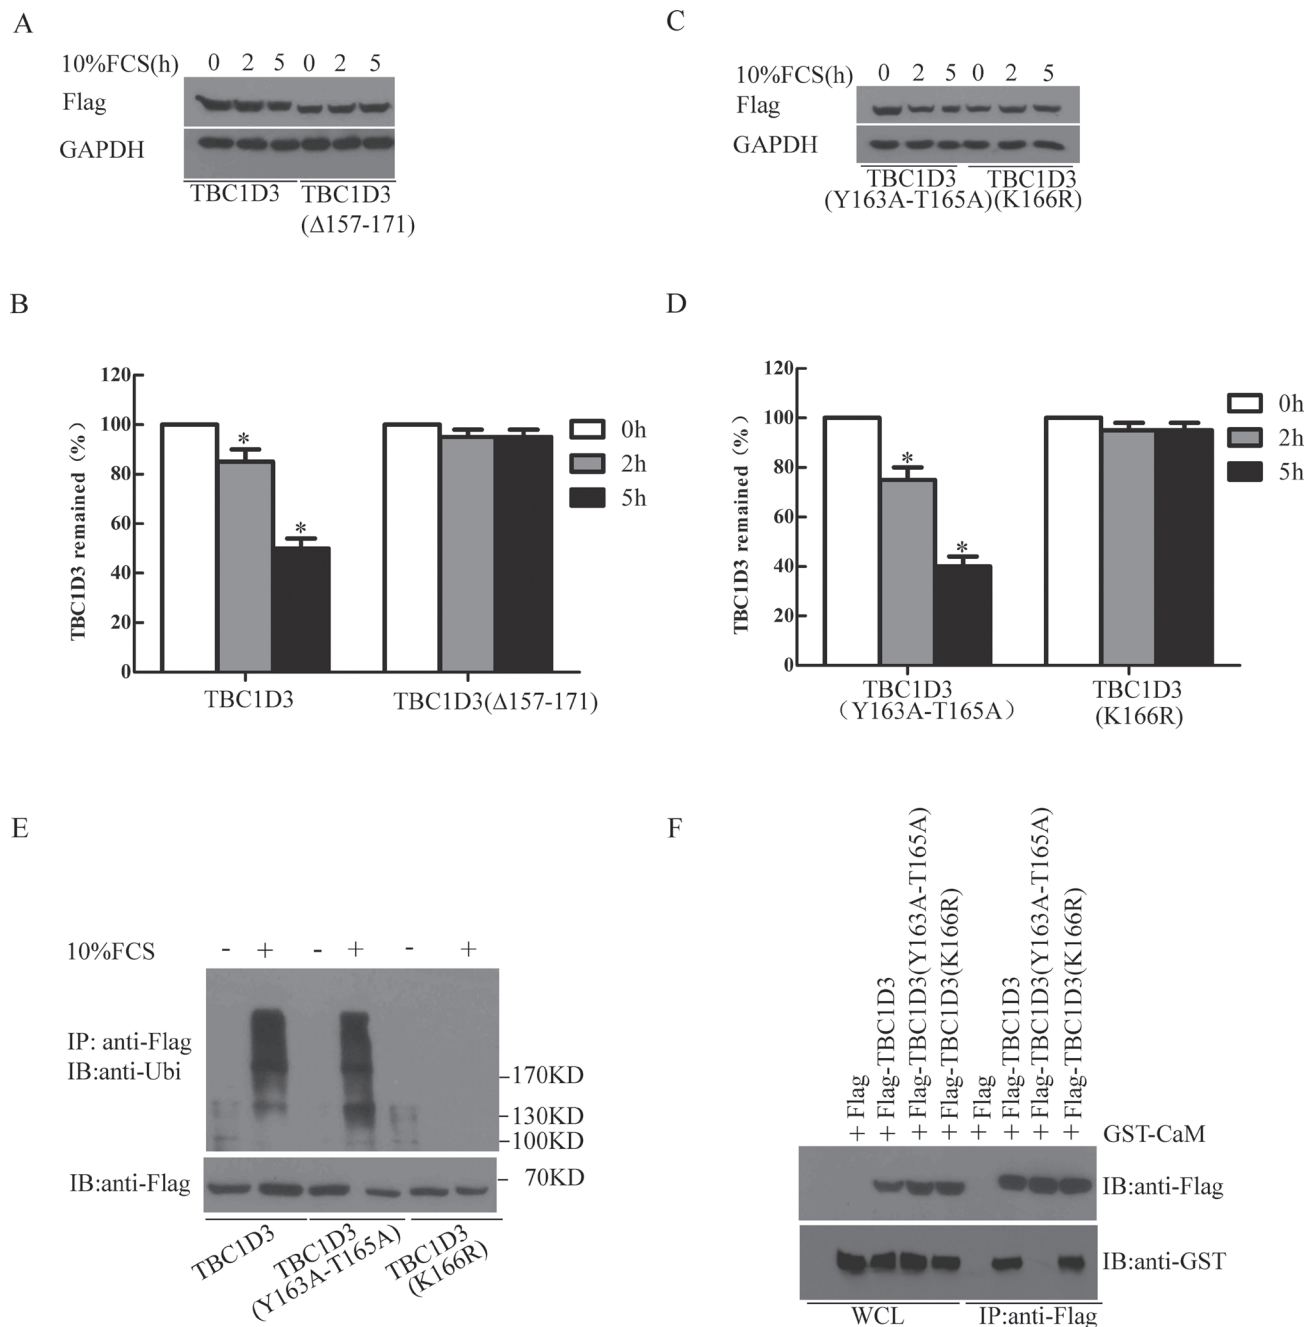 A
10%FCS(h) 0 2 5 0 2 5
Flag
GAPDH
TBC1D3 TBC1D3
(Δ157-171)
C
10%FCS(h) 0 2 5 0 2 5
Flag
GAPDH
TBC1D3 TBC1D3
(Y163A-T165A)(K166R)
B
TBC1D3 remained (%)
120
100
80
60
40
20
0
* *
0h
2h
5h
TBC1D3 TBC1D3(Δ157-171)
D
TBC1D3 remained (%)
120
100
80
60
40
20
0
* *
0h
2h
5h
TBC1D3 TBC1D3
(Y163A-T165A) (K166R)
E
10%FCS - + - + - +
IP: anti-Flag
IB:anti-Ubi
170KD
130KD
100KD
IB:anti-Flag
70KD
TBC1D3
TBC1D3
(Y163A-T165A)
TBC1D3
(K166R)
F
Flag
Flag-TBC1D3
Flag-TBC1D3(Y163A-T165A)
Flag-TBC1D3(K166R)
Flag
Flag-TBC1D3
Flag-TBC1D3(Y163A-T165A)
Flag-TBC1D3(K166R)
+ + + + + + + + GST-CaM
IB:anti-Flag
IB:anti-GST
WCL IP:anti-Flag